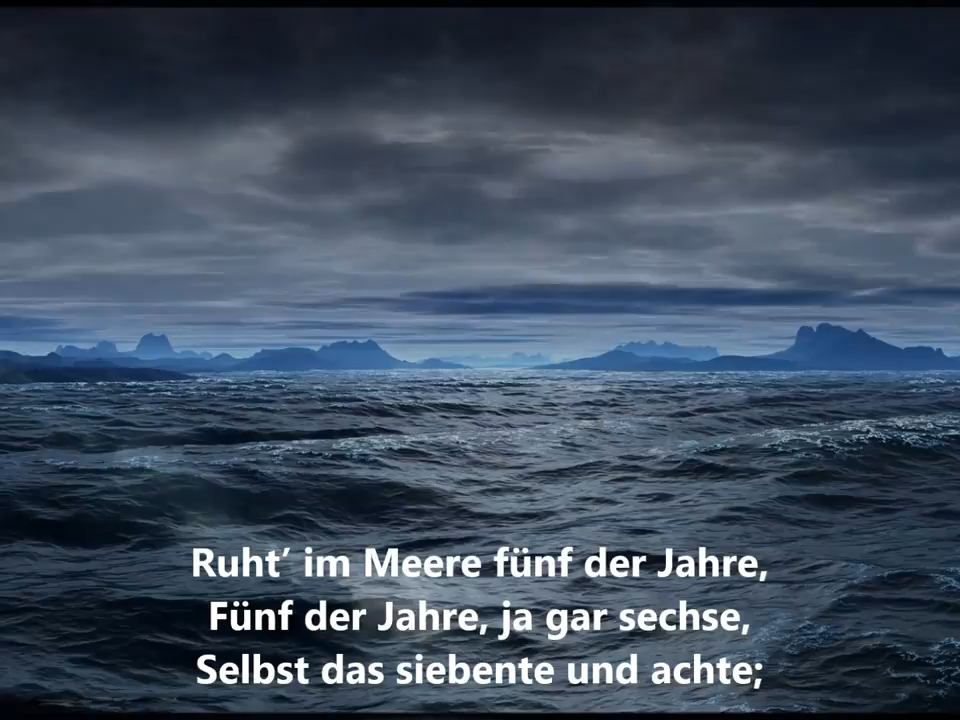 Ruht’ im Meere fünf der Jahre,
Fünf der Jahre, ja gar sechse,
Selbst das siebente und achte;